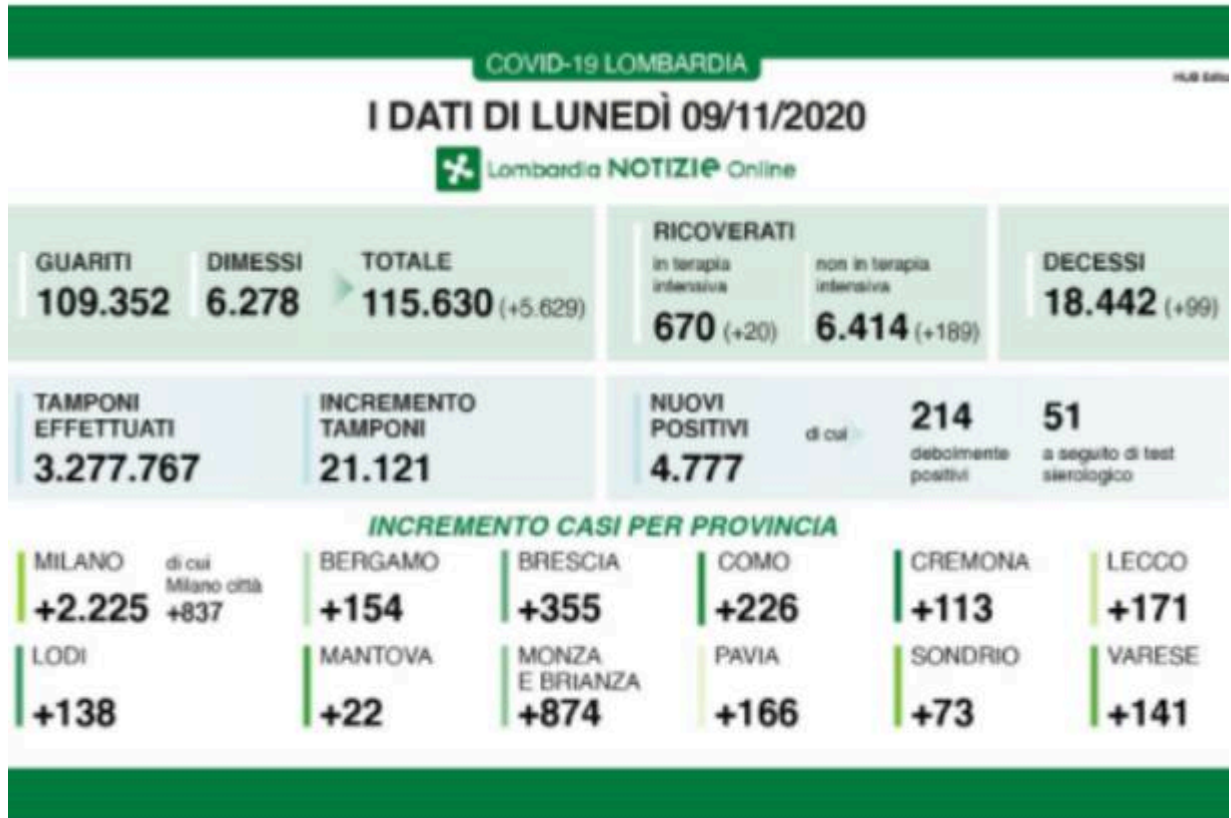 COVID-19 LOMBARDIA
HUB
I DATI DI LUNEDÌ 09/11/2020
Lombardia NOTIZIE Online
GUARITI
109.352
DIMESSI
6.278
TOTALE
115.630 (+5.629)
RICOVERATI
in terapia
intensiva
670 (+20)
non in terapia
intensiva
6.414 (+189)
DECESSI
18.442 (+99)
TAMPONI
EFFETTUATI
3.277.767
INCREMENTO
TAMPONI
21.121
NUOVI
POSITIVI
4.777
di cui
214
debolmente
positivi
51
a seguito di test
sierologico
INCREMENTO CASI PER PROVINCIA
MILANO
+2.225
di cui
Milano città
+837
BERGAMO
+154
BRESCIA
+355
COMO
+226
CREMONA
+113
LECCO
+171
LODI
+138
MANTOVA
+22
MONZA
E BRIANZA
+874
PAVIA
+166
SONDRIO
+73
VARESE
+141